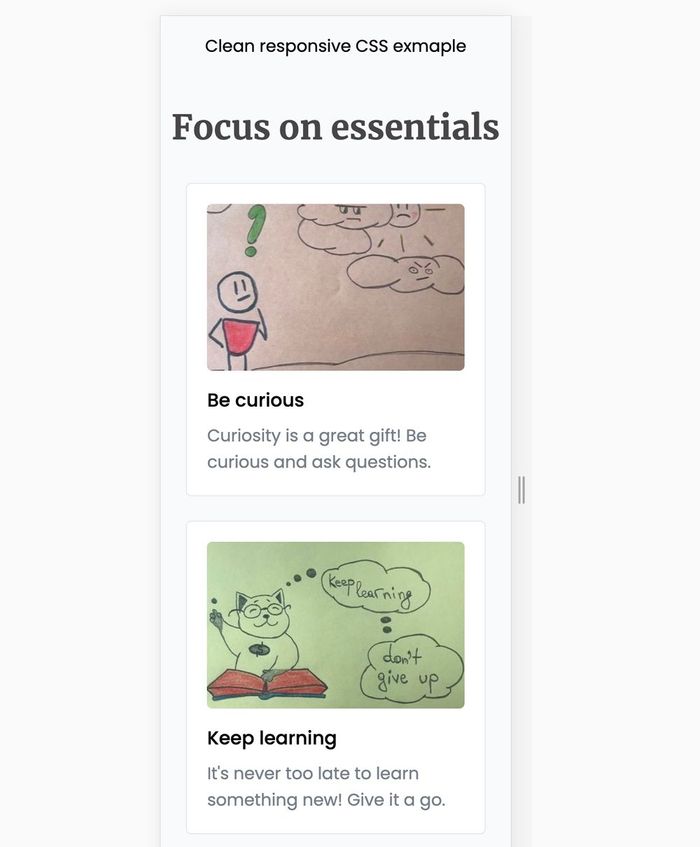 Clean responsive CSS exmaple
Focus on essentials
?
Be curious
Curiosity is a great gift! Be
curious and ask questions.
Keep
learning
don't
give up
Keep learning
It's never too late to learn
something new! Give it a go.